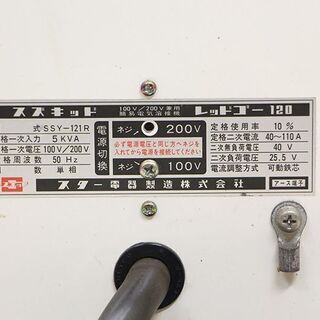 スズキッド 100V/200V兼用 簡易電気溶接機 レッドゴー120
式 SSY-121R
格一次入力 5 KVA
格一次電圧 100V/200V
格周波数 50 Hz
数 単相
電源切換
ネジ 200V
必ず電源電圧と同じ方へネジを
入れてから電源を接続して下さい。
ネジ 100V
定格使用率 10 %
定格二次電流 40~110A
二次無負荷電圧 40 V
二次負荷電圧 25.5 V
電流調整方式 可動鉄芯
スター電器製造株式会社
アース端子